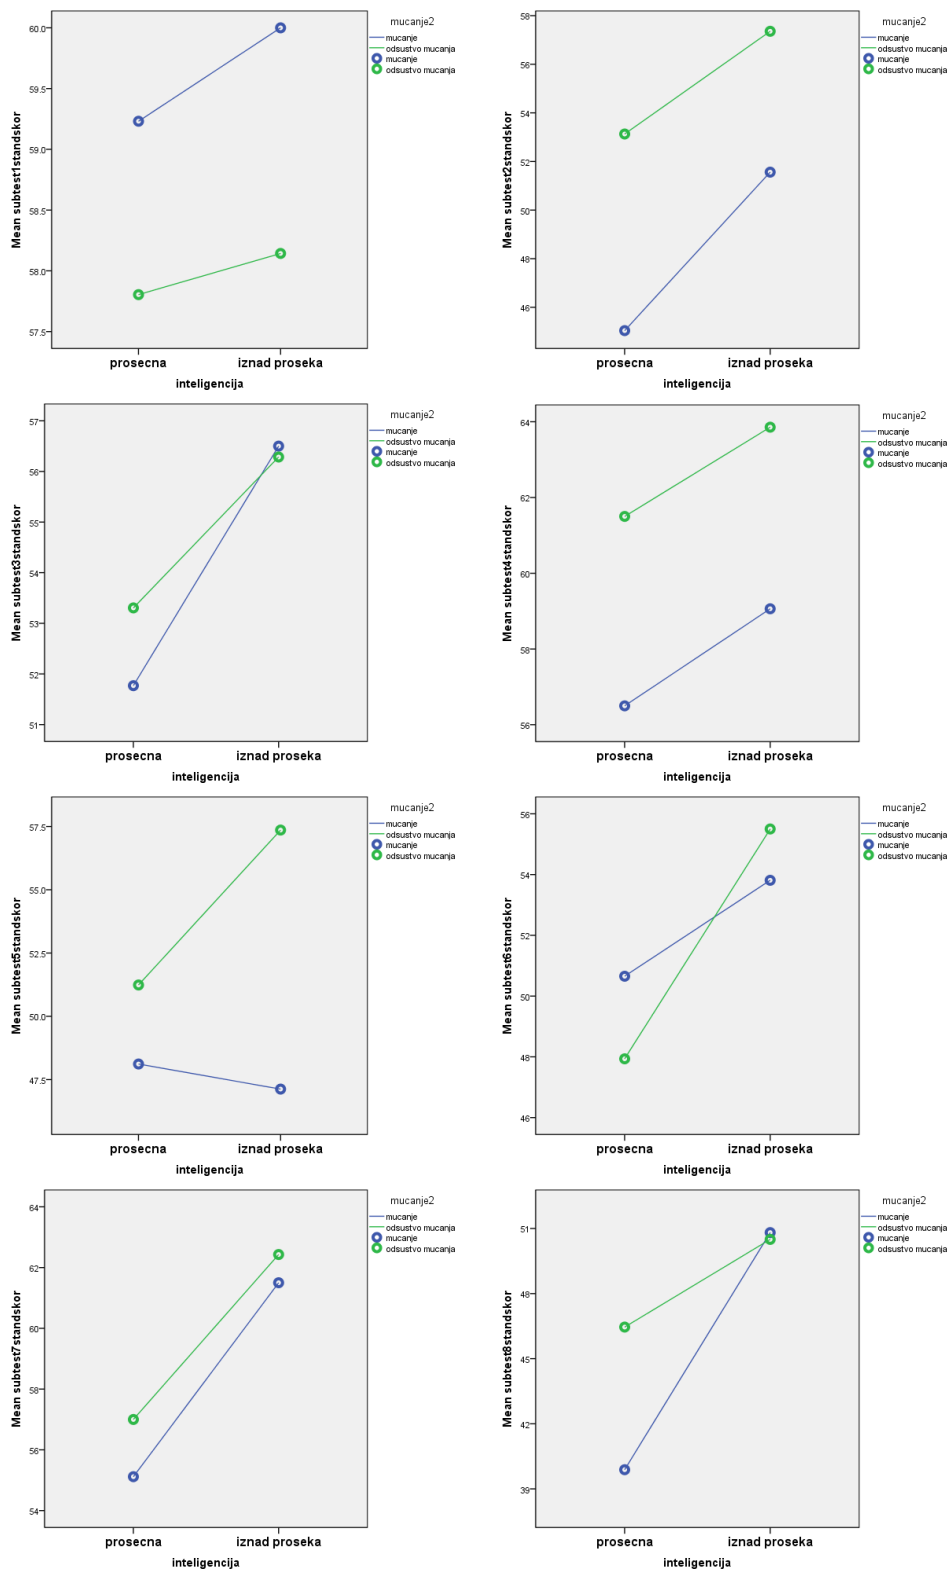 mucanje2
mucanje
odsustvo mucanja
mucanje
odsustvo mucanja
Mean subtest1standskor
60.0
59.5
59.0
58.5
58.0
57.5
prosecna iznad proseka
inteligencija
mucanje2
mucanje
odsustvo mucanja
mucanje
odsustvo mucanja
Mean subtest2standskor
58
56
54
52
50
48
46
prosecna iznad proseka
inteligencija
mucanje2
mucanje
odsustvo mucanja
mucanje
odsustvo mucanja
Mean subtest3standskor
57
56
55
54
53
52
51
prosecna iznad proseka
inteligencija
mucanje2
mucanje
odsustvo mucanja
mucanje
odsustvo mucanja
Mean subtest4standskor
64
62
60
58
56
prosecna iznad proseka
inteligencija
mucanje2
mucanje
odsustvo mucanja
mucanje
odsustvo mucanja
Mean subtest5standskor
57.5
55.0
52.5
50.0
47.5
prosecna iznad proseka
inteligencija
mucanje2
mucanje
odsustvo mucanja
mucanje
odsustvo mucanja
Mean subtest6standskor
56
54
52
50
48
46
prosecna iznad proseka
inteligencija
mucanje2
mucanje
odsustvo mucanja
mucanje
odsustvo mucanja
Mean subtest7standskor
64
62
60
58
56
54
prosecna iznad proseka
inteligencija
mucanje2
mucanje
odsustvo mucanja
mucanje
odsustvo mucanja
Mean subtest8standskor
51
48
45
42
39
prosecna iznad proseka
inteligencija